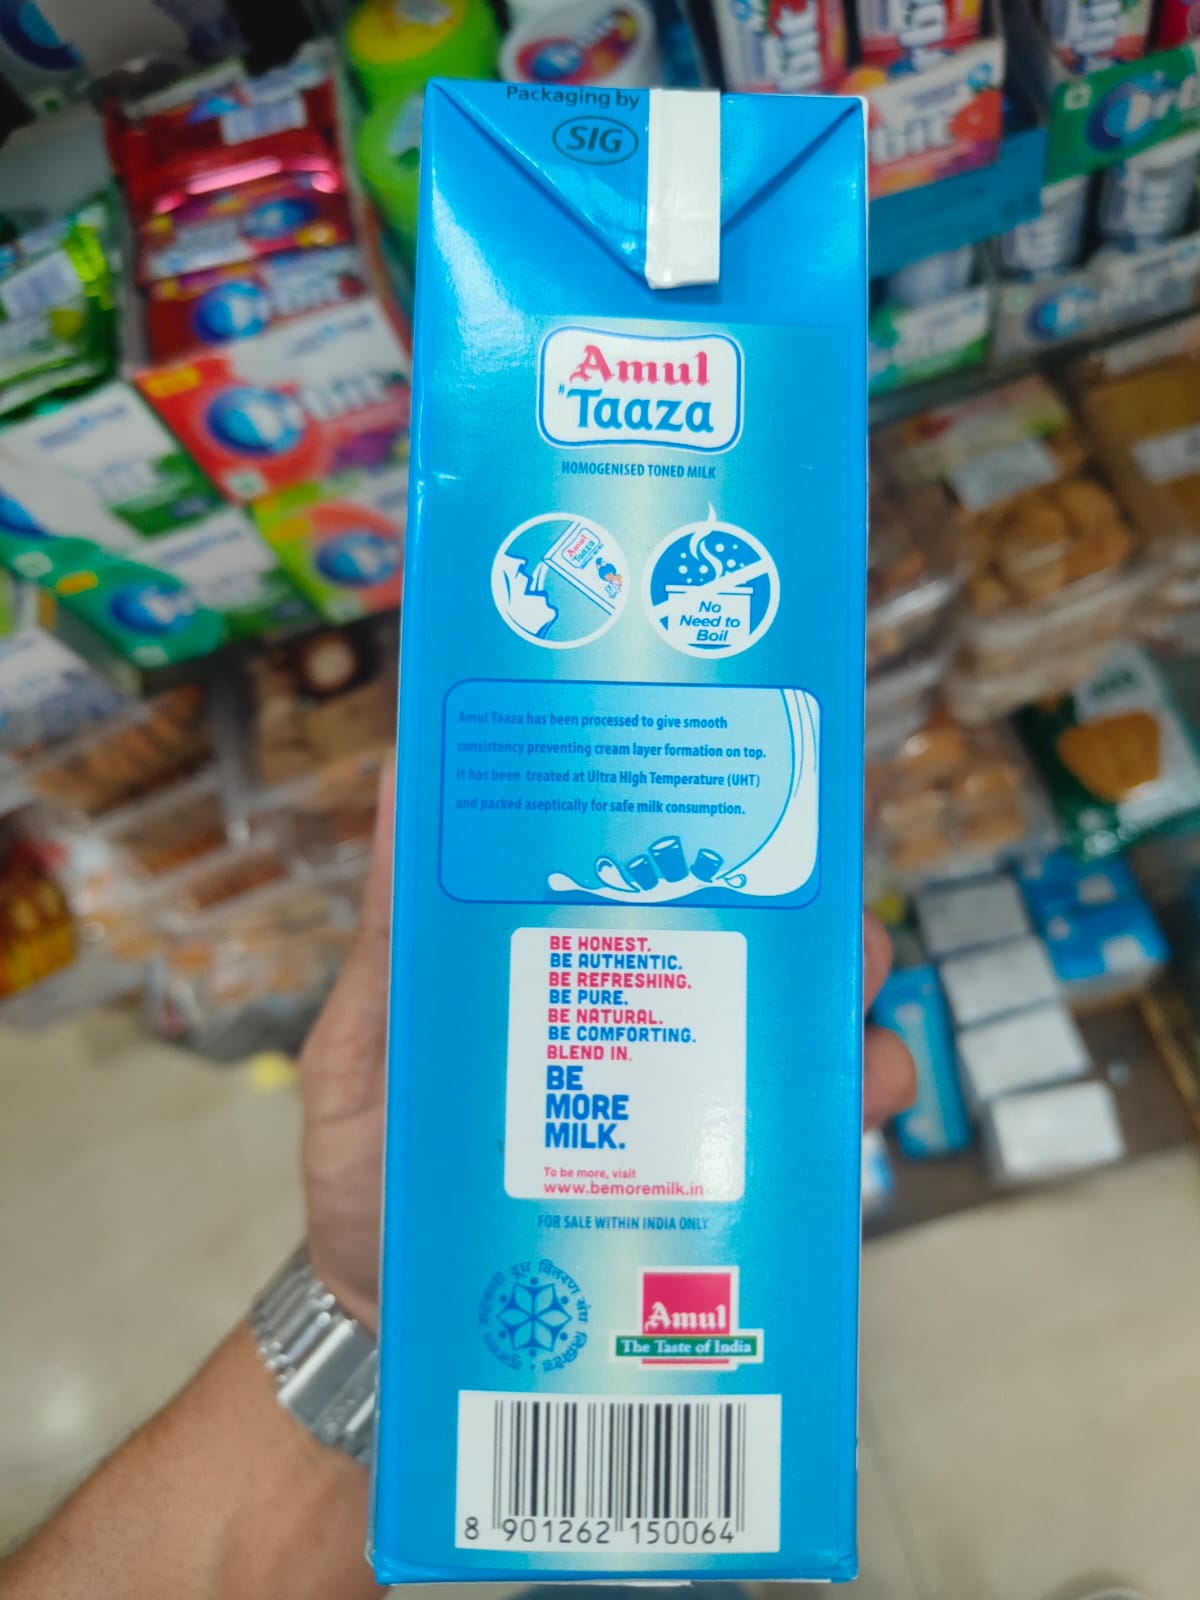 Packaging by
SIG
Amul
Taaza
HOMOGENISED TONED MILK
Amul
Taaza
No
Need to
Boil
Amul Taaza has been processed to give smooth
consistency preventing cream layer formation on top.
It has been treated at Ultra High Temperature (UHT)
and packed aseptically for safe milk consumption.
BE HONEST.
BE AUTHENTIC.
BE REFRESHING.
BE PURE.
BE NATURAL.
BE COMFORTING.
BLEND IN.
BE
MORE
MILK.
To be more, visit
www.bemoremilk.in
FOR SALE WITHIN INDIA ONLY
दूध वितरण संघ
Amul
The Taste of India
8 901262 150064
Orbit
Orbit